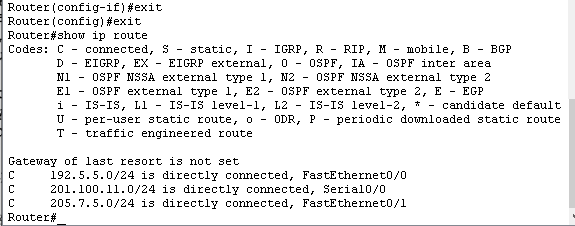 Router(config-if)#exit
Router(config)#exit
Router#show ip route
Codes: C - connected, S - static, I - IGRP, R - RIP, M - mobile, B - BGP
D - EIGRP, EX - EIGRP external, O - OSPF, IA - OSPF inter area
N1 - OSPF NSSA external type 1, N2 - OSPF NSSA external type 2
E1 - OSPF external type 1, E2 - OSPF external type 2, E - EGP
i - IS-IS, L1 - IS-IS level-1, L2 - IS-IS level-2, * - candidate default
U - per-user static route, o - ODR, P - periodic downloaded static route
T - traffic engineered route
Gateway of last resort is not set
C 192.5.5.0/24 is directly connected, FastEthernet0/0
C 201.100.11.0/24 is directly connected, Serial0/0
C 205.7.5.0/24 is directly connected, FastEthernet0/1
Router#_